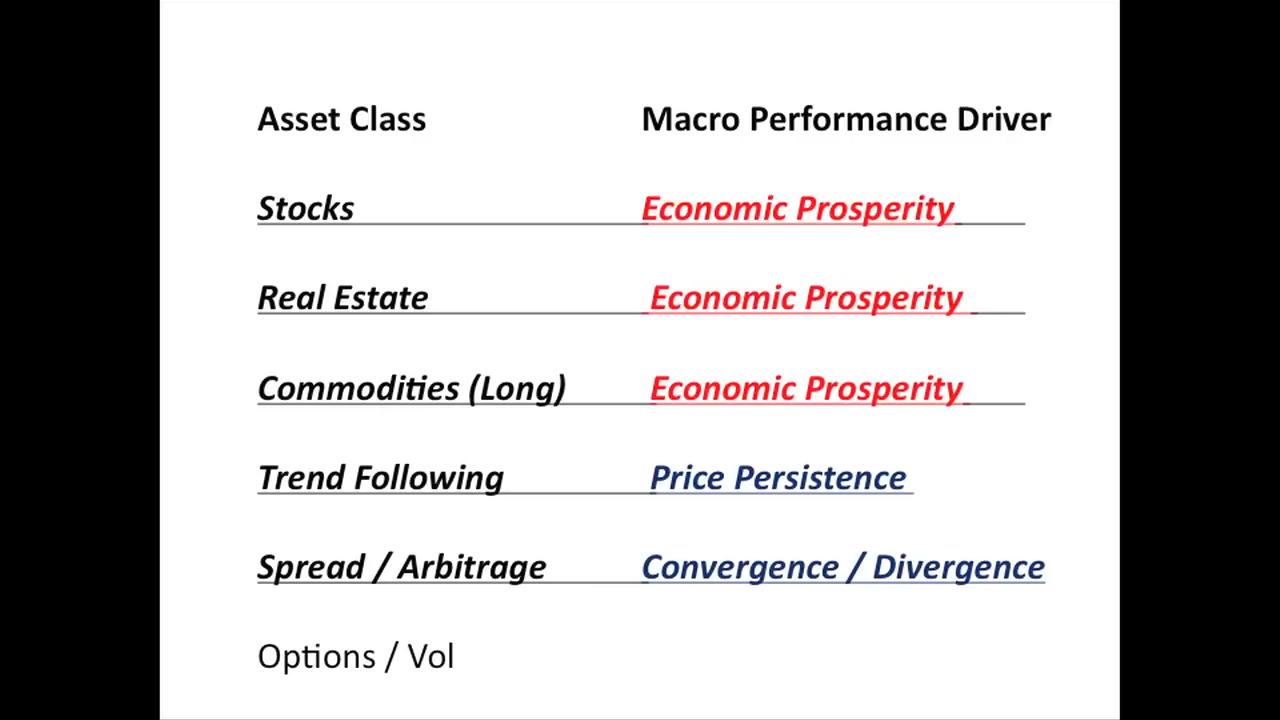 Asset Class Macro Performance Driver
Stocks Economic Prosperity
Real Estate Economic Prosperity
Commodities (Long) Economic Prosperity
Trend Following Price Persistence
Spread / Arbitrage Convergence / Divergence
Options / Vol